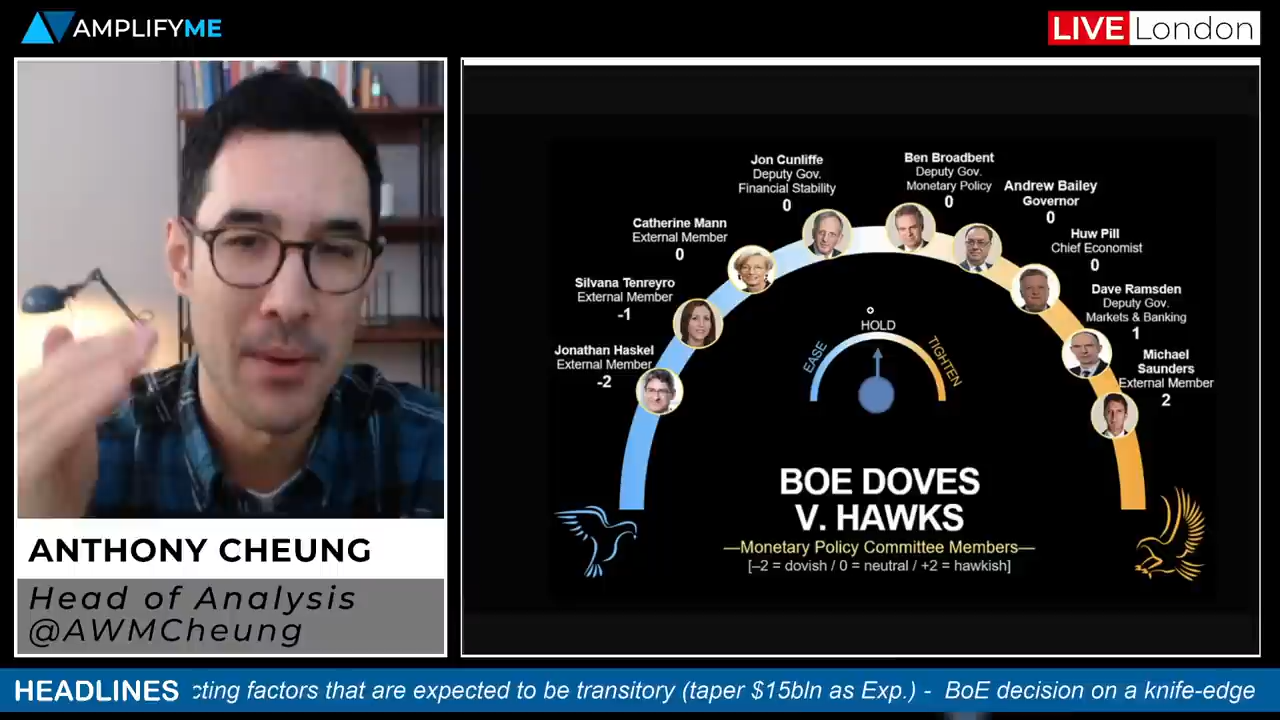 AMPLIFYME
LIVE London
Jon Cunliffe
Deputy Gov.
Financial Stability
0
Ben Broadbent
Deputy Gov.
Monetary Policy
0
Andrew Bailey
Governor
0
Catherine Mann
External Member
0
Huw Pill
Chief Economist
0
Silvana Tenreyro
External Member
-1
Dave Ramsden
Deputy Gov.
Markets & Banking
1
Jonathan Haskel
External Member
-2
Michael
Saunders
External Member
2
HOLD
EASE
TIGHTEN
BOE DOVES
V. HAWKS
—Monetary Policy Committee Members—
[–2 = dovish / 0 = neutral / +2 = hawkish]
ANTHONY CHEUNG
Head of Analysis
@AWMCheung
HEADLINES cting factors that are expected to be transitory (taper $15bln as Exp.) - BoE decision on a knife-edge